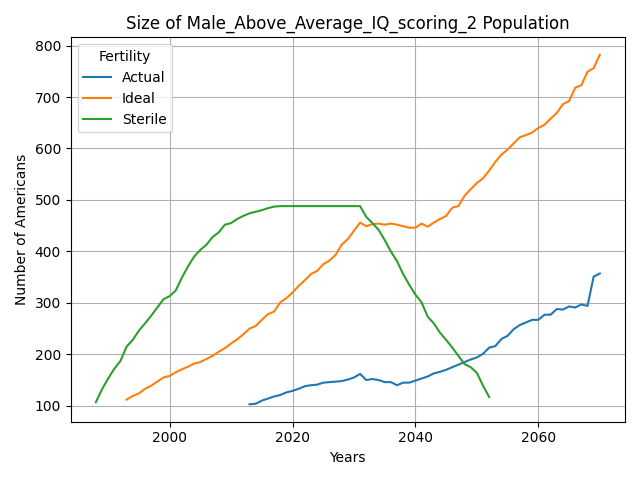 Size of Male_Above_Average_IQ_scoring_2 Population
Fertility
Actual
Ideal
Sterile
Number of Americans
800
700
600
500
400
300
200
100
2000
2020
2040
2060
Years